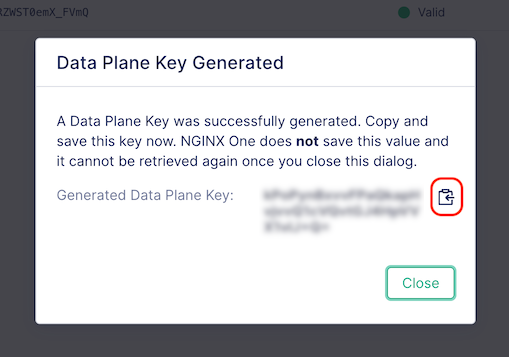 RZWST0emX_FVmQ Valid
Data Plane Key Generated
A Data Plane Key was successfully generated. Copy and
save this key now. NGINX One does not save this value and
it cannot be retrieved again once you close this dialog.
Generated Data Plane Key:
Close